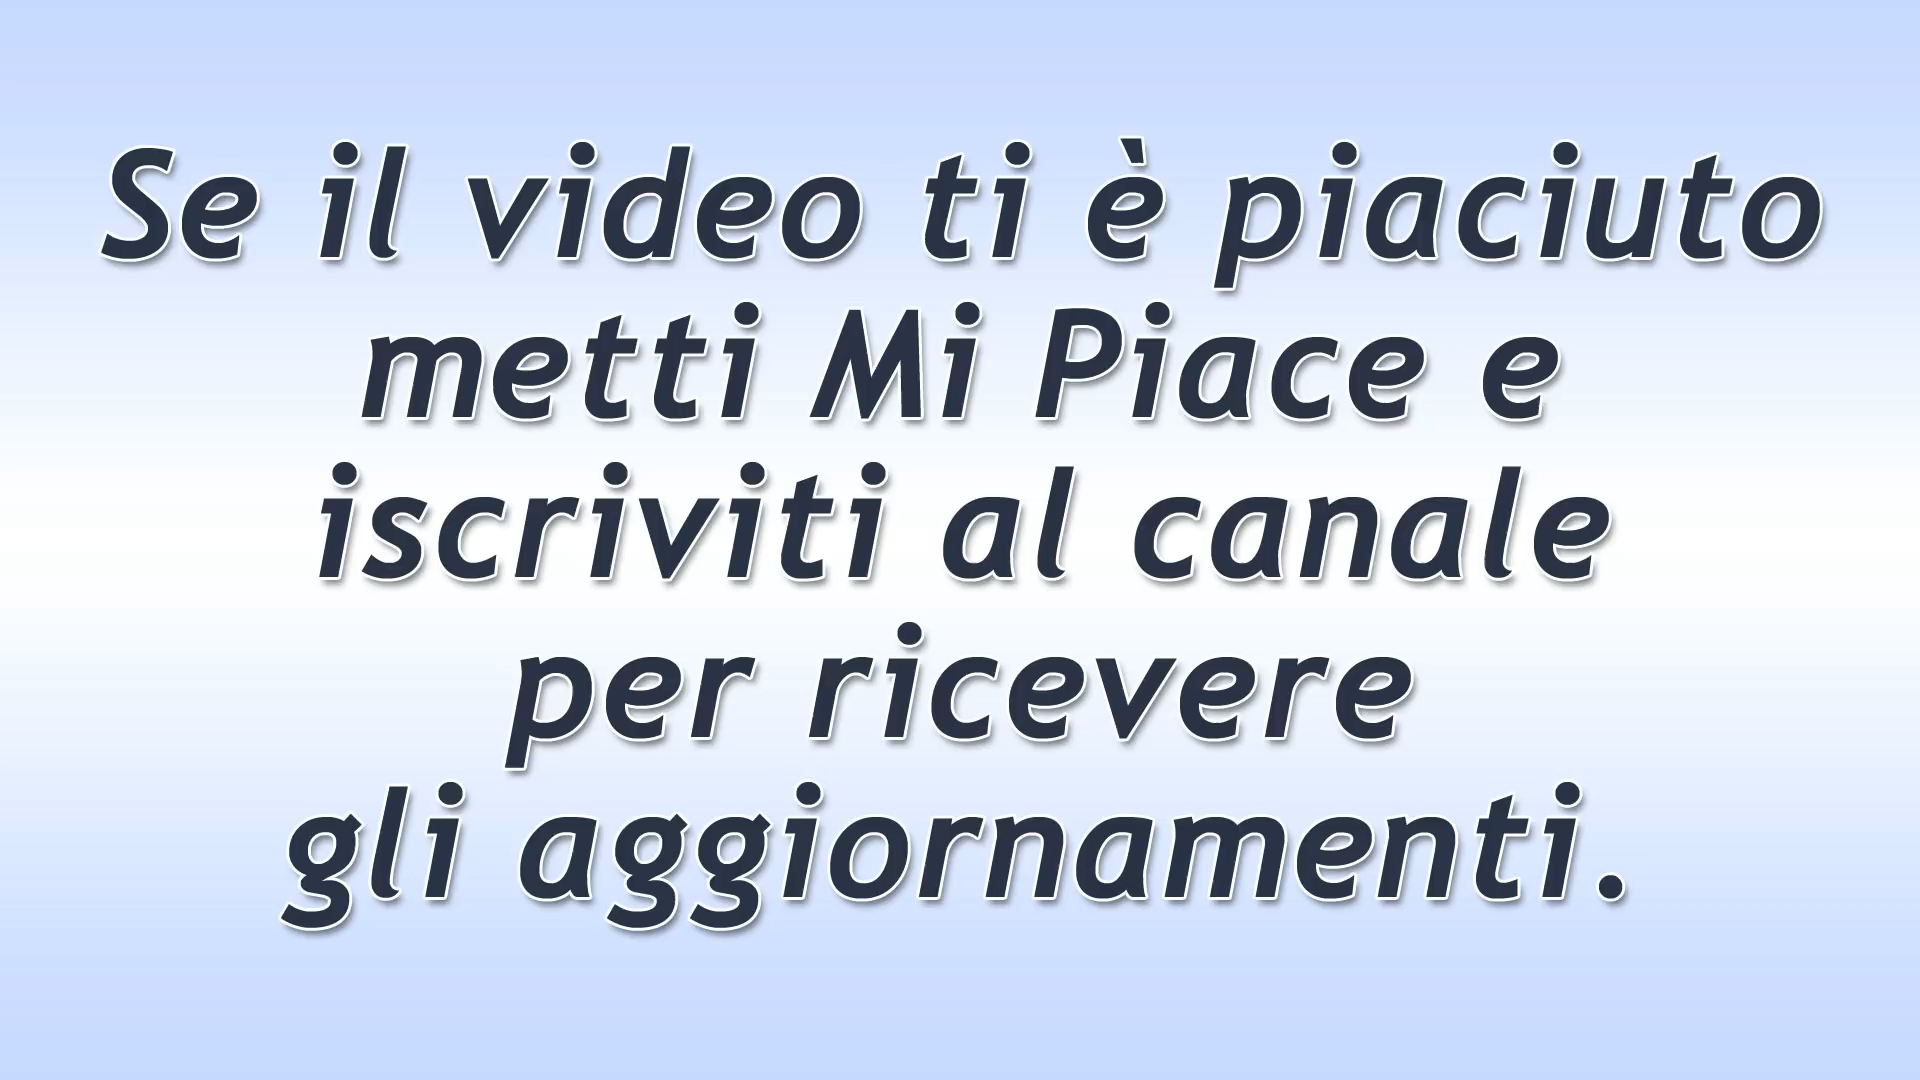 Se il video ti è piaciuto
metti Mi Piace e
iscriviti al canale
per ricevere
gli aggiornamenti.